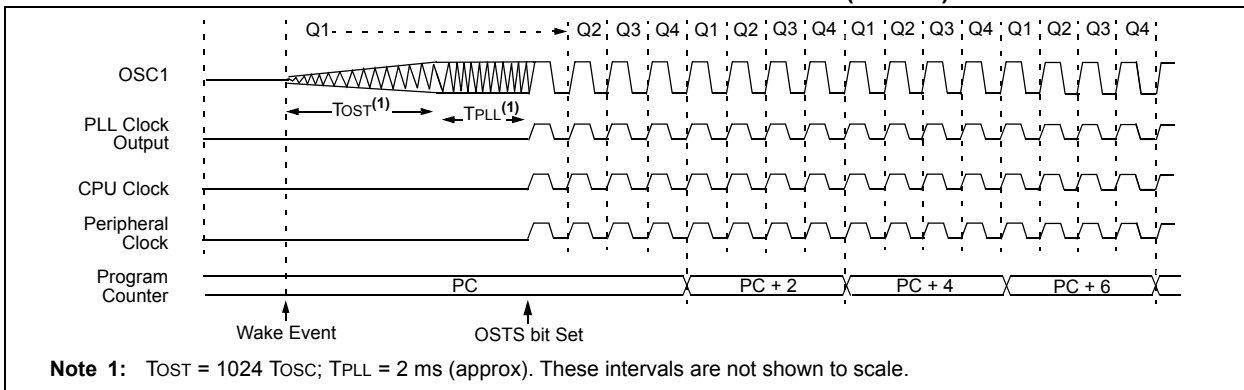 Q1 Q2 Q3 Q4 Q1 Q2 Q3 Q4 Q1 Q2 Q3 Q4 Q1 Q2 Q3 Q4
OSC1
TOST(1) TPLL(1)
PLL Clock
Output
CPU Clock
Peripheral
Clock
Program
Counter
PC PC + 2 PC + 4 PC + 6
Wake Event OSTS bit Set
Note 1: TOST = 1024 TOSC; TPLL = 2 ms (approx). These intervals are not shown to scale.